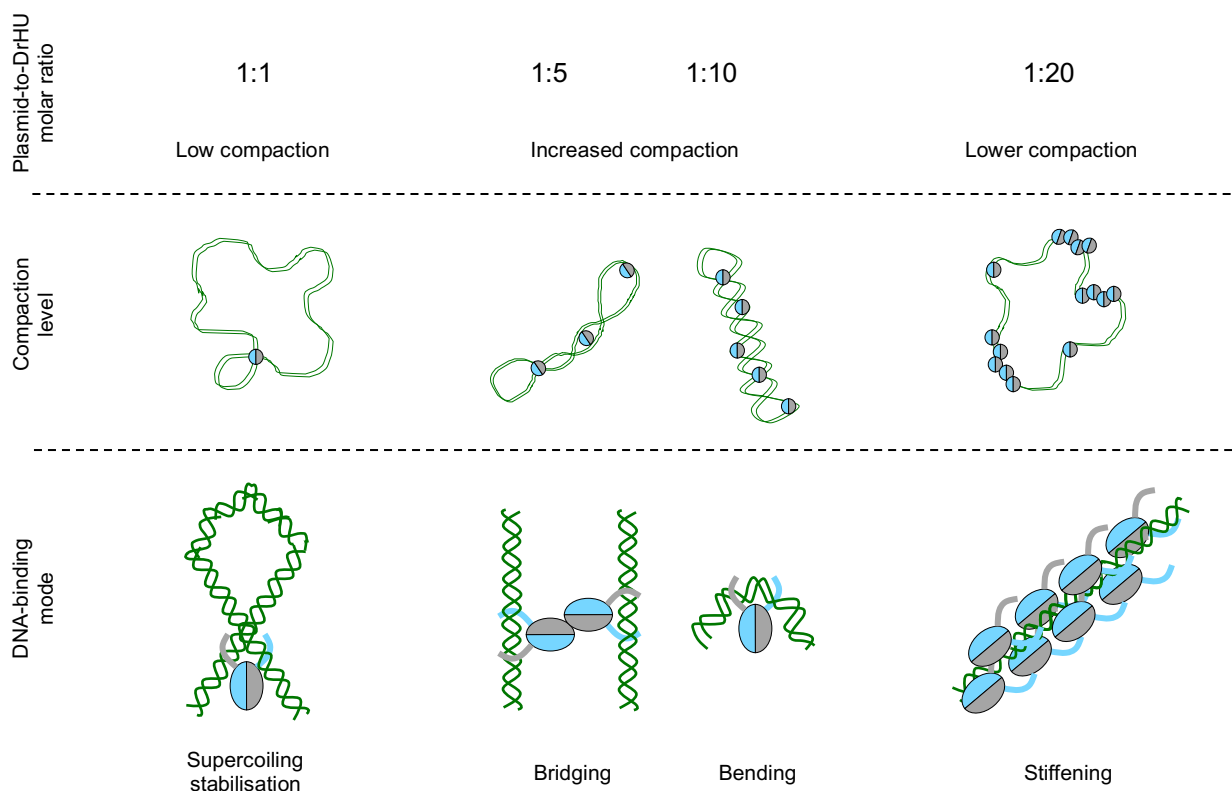 Plasmid-to-DrHU
molar ratio
1:1
1:5
1:10
1:20
Low compaction
Increased compaction
Lower compaction
Compaction
level
DNA-binding
mode
Supercoiling
stabilisation
Bridging
Bending
Stiffening